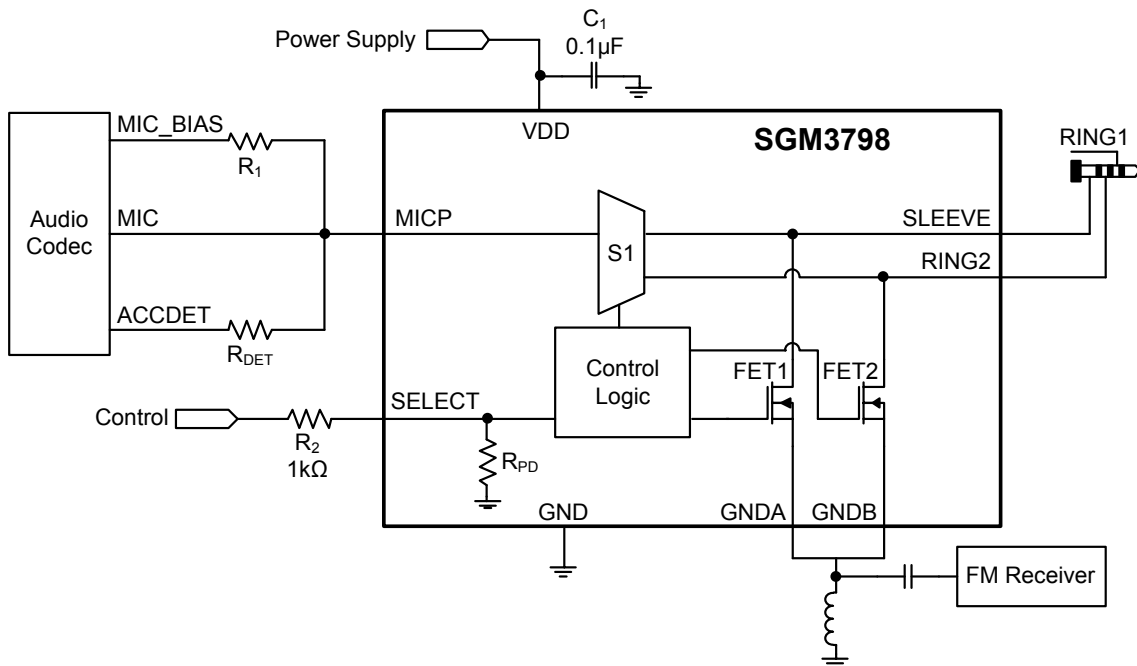 C1
Power Supply
0.1µF
VDD
SGM3798
RING1
MIC_BIAS
R1
Audio
Codec
MIC
MICP
S1
SLEEVE
RING2
ACCDET
RDET
Control
Logic
FET1
FET2
Control
R2
1kΩ
SELECT
RPD
GND
GNDA
GNDB
FM Receiver